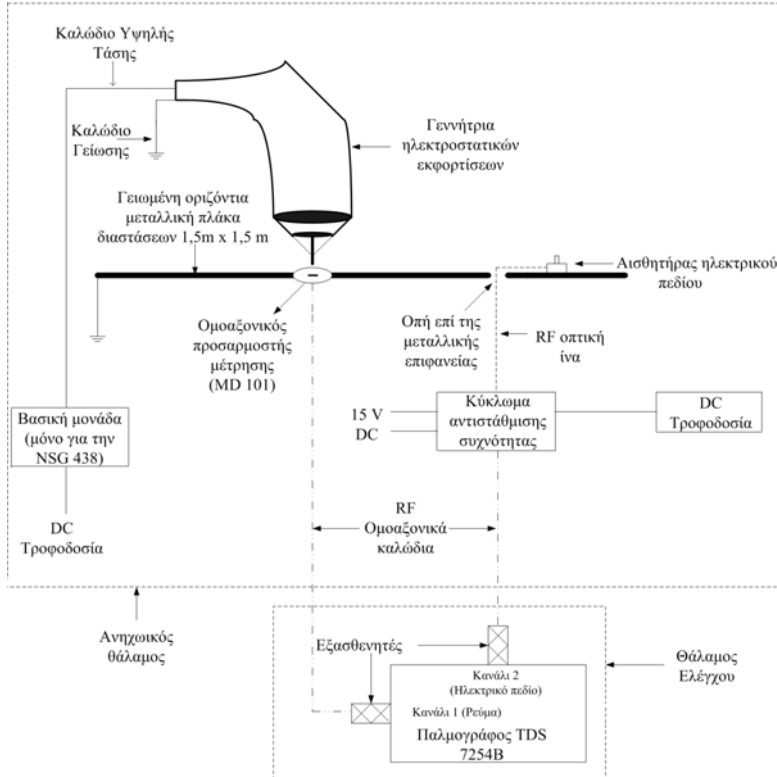 Καλώδιο Υψηλής
Τάσης
Καλώδιο
Γείωσης
Γεννήτρια
ηλεκτροστατικών
εκφορτίσεων
Γειωμένη οριζόντια
μεταλλική πλάκα
διαστάσεων 1,5m x 1,5 m
Αισθητήρας ηλεκτρικού
πεδίου
Ομοαξονικός
προσαρμοστής
μέτρησης
(MD 101)
Οπή επί της
μεταλλικής
επιφανείας
RF οπτική
ίνα
Βασική μονάδα
(μόνο για την
NSG 438)
15 V
DC
Κύκλωμα
αντιστάθμισης
συχνότητας
DC
Τροφοδοσία
DC
Τροφοδοσία
RF
Ομοαξονικά
καλώδια
Ανηχωικός
θάλαμος
Εξασθενητές
Θάλαμος
Ελέγχου
Κανάλι 2
(Ηλεκτρικό πεδίο)
Κανάλι 1 (Ρεύμα)
Παλμογράφος TDS
7254B